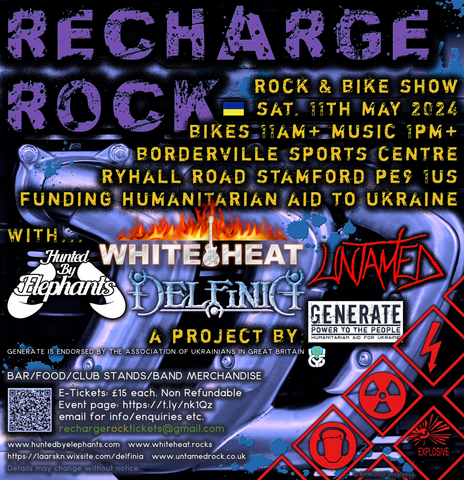 RECHARGE
ROCK
ROCK & BIKE SHOW
SAT. 11TH MAY 2024
BIKES 11AM+ MUSIC 1PM+
BORDERVILLE SPORTS CENTRE
RYHALL ROAD STAMFORD PE9 1US
FUNDING HUMANITARIAN AID TO UKRAINE
WITH...
Hunted
By
Elephants
WHITE HEAT
DELFINIA
UNTAMED
A PROJECT BY:
GENERATE
POWER TO THE PEOPLE
HUMANITARIAN AID FOR UKRAINE
GENERATE IS ENDORSED BY THE ASSOCIATION OF UKRAINIANS IN GREAT BRITAIN
BAR/FOOD/CLUB STANDS/BAND MERCHANDISE
E-Tickets: £15 each. Non Refundable
Event page: https://t.ly/nk1Qz
email for info/enquiries etc.
rechargerocktickets@gmail.com
www.huntedbyelephants.com www.whiteheat.rocks
https://laarskn.wixsite.com/delfinia www.untamedrock.co.uk
Details may change without notice.
EXPLOSIVE